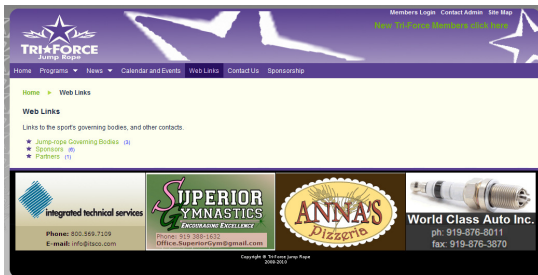 Members Login Contact Admin Site Map
New Tri-Force Members click here
TRI★FORCE
Jump Rope
Home Programs News Calendar and Events Web Links Contact Us Sponsorship
Home Web Links
Web Links
Links to the sport's governing bodies, and other contacts.
Jump-rope Governing Bodies (3)
Sponsors (6)
Partners (1)
integrated technical services
Phone: 800.569.7109
E-mail: info@itsco.com
SUPERIOR
GYMNASTICS
ENCOURAGING EXCELLENCE
Phone: 919 388-1632
Office.SuperiorGym@gmail.com
ANNA'S
Pizzeria
World Class Auto Inc.
ph: 919-876-8011
fax: 919-876-3870
Copyright © Tri-Force Jump Rope
2008-2010